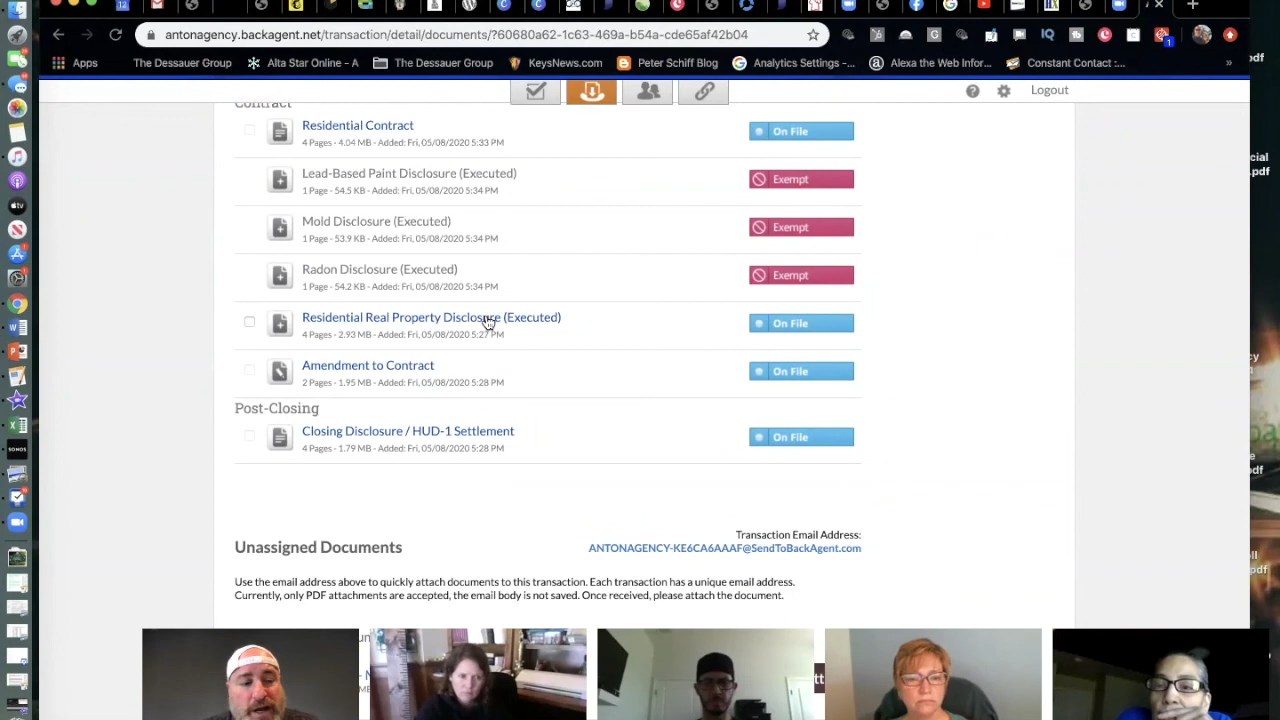 antonagency.backagent.net/transaction/detail/documents/?60680a62-1c63-469a-b54a-cde65af42b04
Apps
The Dessauer Group
Alta Star Online - A
The Dessauer Group
KeysNews.com
Peter Schiff Blog
Analytics Settings -...
Alexa the Web Infor...
Constant Contact :...
»
Logout
Contract
Residential Contract
4 Pages - 4.04 MB - Added: Fri, 05/08/2020 5:33 PM
On File
Lead-Based Paint Disclosure (Executed)
1 Page - 54.5 KB - Added: Fri, 05/08/2020 5:34 PM
Exempt
Mold Disclosure (Executed)
1 Page - 53.9 KB - Added: Fri, 05/08/2020 5:34 PM
Exempt
Radon Disclosure (Executed)
1 Page - 54.2 KB - Added: Fri, 05/08/2020 5:34 PM
Exempt
Residential Real Property Disclosure (Executed)
4 Pages - 2.93 MB - Added: Fri, 05/08/2020 5:27 PM
On File
Amendment to Contract
2 Pages - 1.95 MB - Added: Fri, 05/08/2020 5:28 PM
On File
Post-Closing
Closing Disclosure / HUD-1 Settlement
4 Pages - 1.79 MB - Added: Fri, 05/08/2020 5:28 PM
On File
Transaction Email Address:
Unassigned Documents
ANTONAGENCY-KE6CA6AAAF@SendToBackAgent.com
Use the email address above to quickly attach documents to this transaction. Each transaction has a unique email address.
Currently, only PDF attachments are accepted, the email body is not saved. Once received, please attach the document.